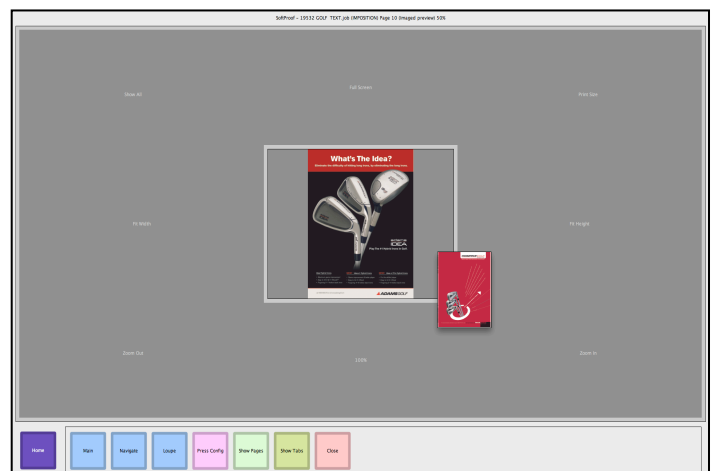 SoftProof - 19532 GOLF TEXT.job (IMPOSITION) Page 10 (Imaged preview) 50%
Full Screen
Show All
Print Size
What's The Idea?
Fit Width
Fit Height
IDEA
ADAMSGOLF
Zoom Out
100%
Zoom In
Home
Main
Navigate
Loupe
Press Config
Show Pages
Show Tabs
Close